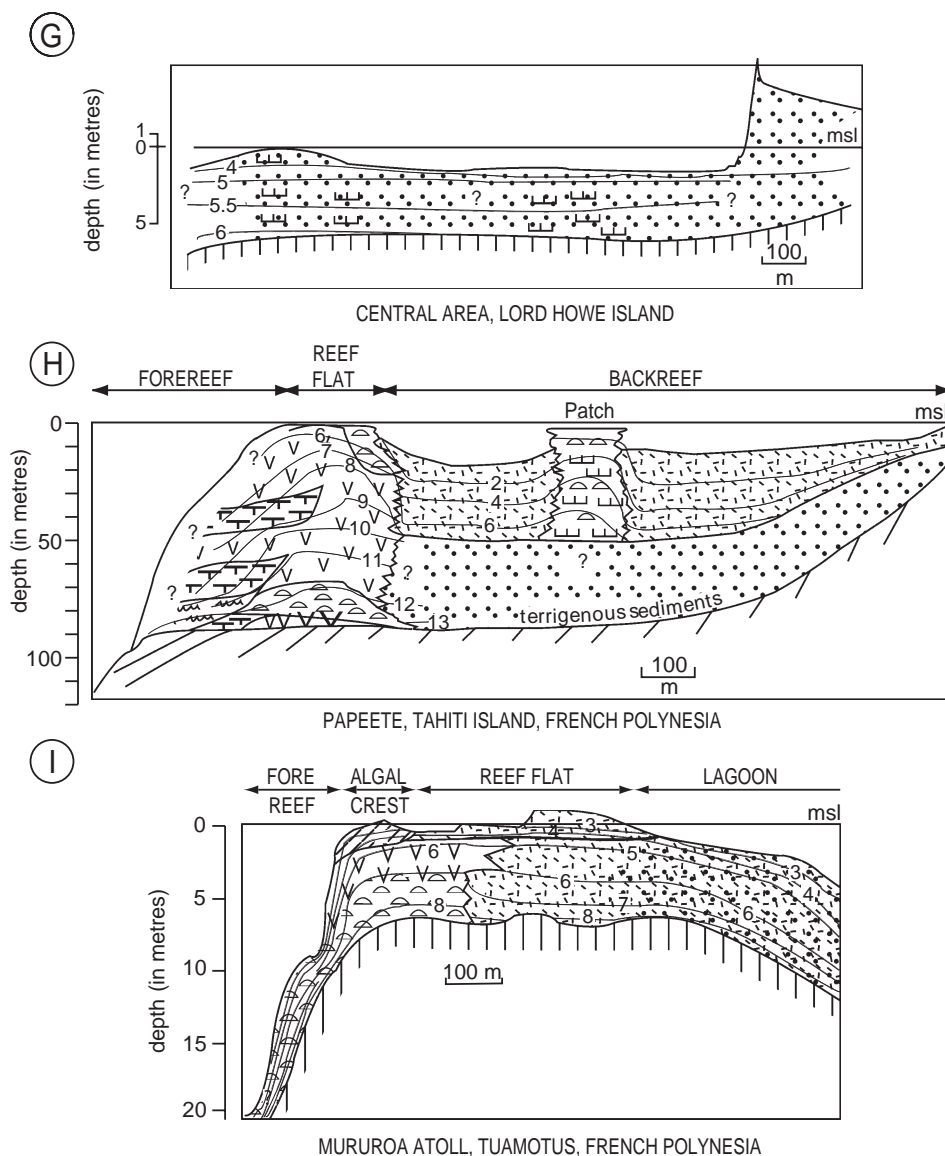 G
depth (in metres)
1
0
5
msl
4
5
5.5
6
?
?
?
100
m
CENTRAL AREA, LORD HOWE ISLAND
H
FOREREEF
REEF
FLAT
BACKREEF
Patch
msl
depth (in metres)
0
50
100
6
7
8
9
10
11
12
13
?
?
?
?
?
2
4
6
terrigenous sediments
100
m
PAPEETE, TAHITI ISLAND, FRENCH POLYNESIA
I
FORE
REEF
ALGAL
CREST
REEF FLAT
LAGOON
msl
depth (in metres)
0
5
10
15
20
3
4
6
5
3
4
6
6
7
8
8
100 m
MURUROA ATOLL, TUAMOTUS, FRENCH POLYNESIA